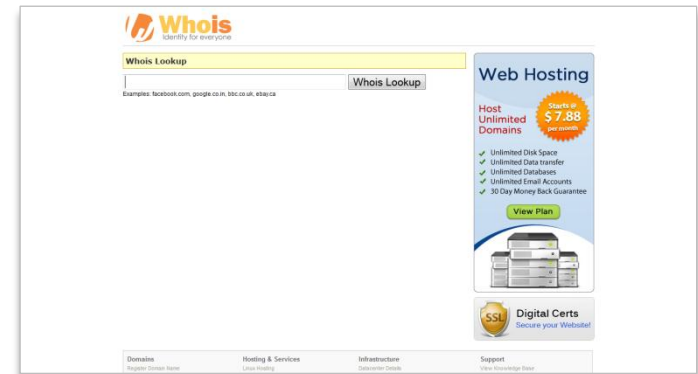 Whois
Identity for everyone
Whois Lookup
Whois Lookup
Examples: facebook.com, google.co.in, bbc.co.uk, ebay.ca
Web Hosting
Host
Unlimited
Domains
Starts @
$7.88
per month
Unlimited Disk Space
Unlimited Data transfer
Unlimited Databases
Unlimited Email Accounts
30 Day Money Back Guarantee
View Plan
SSL
Digital Certs
Secure your Website!
Domains
Hosting & Services
Infrastructure
Support
Register Domain Name
Linux Hosting
Datacenter Details
View Knowledge Base